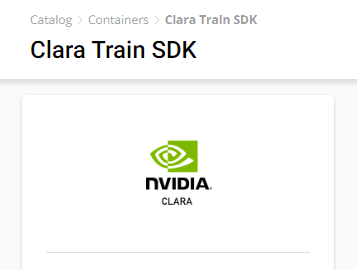 Catalog > Containers > Clara Train SDK
Clara Train SDK
NVIDIA.
CLARA